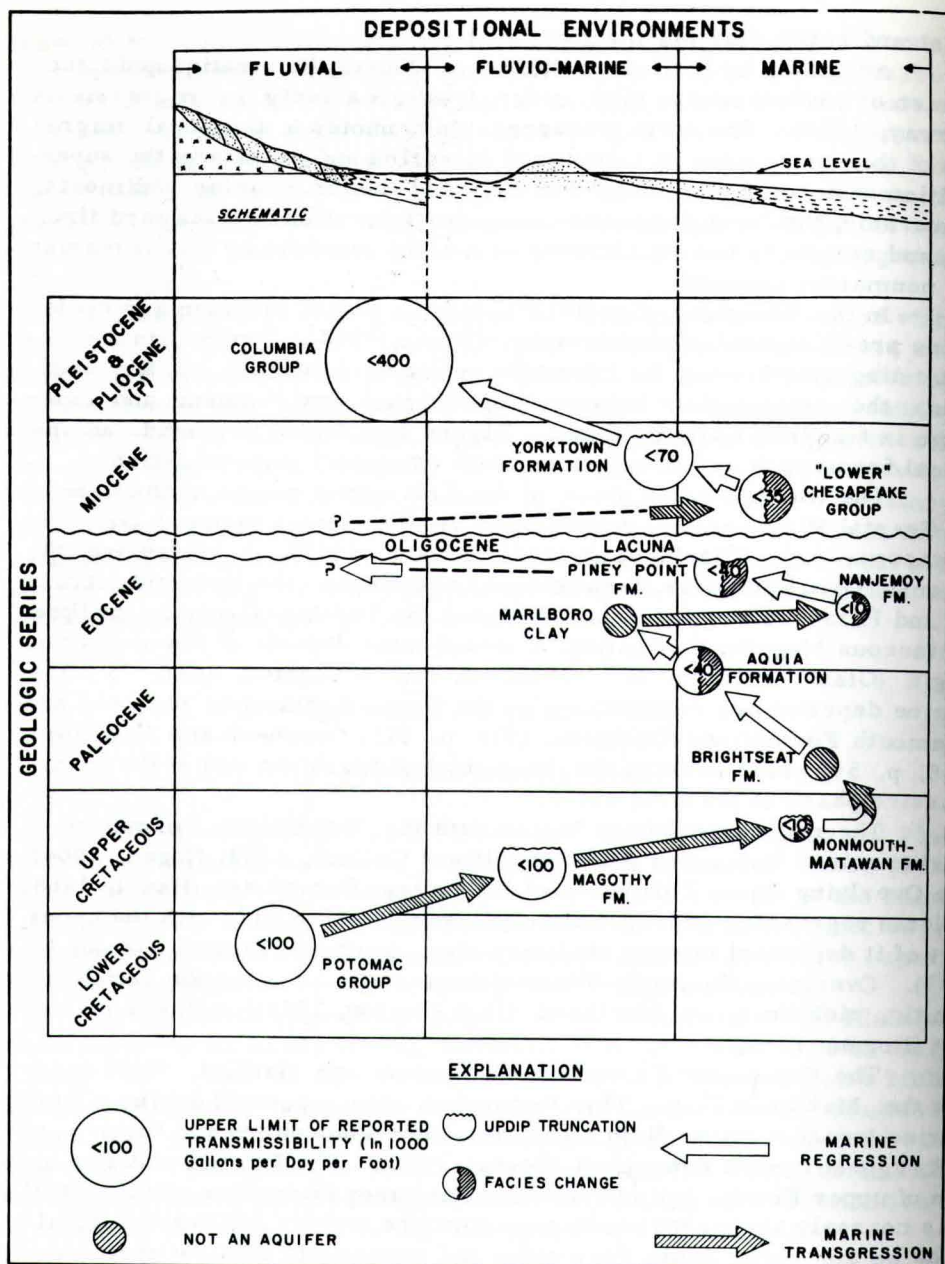 DEPOSITIONAL ENVIRONMENTS
FLUVIAL
FLUVIO-MARINE
MARINE
SEA LEVEL
SCHEMATIC
GEOLOGIC SERIES
PLEISTOCENE
&
PLIOCENE
(?)
COLUMBIA
GROUP
<400
MIOCENE
YORKTOWN
FORMATION
<70
<35
"LOWER"
CHESAPEAKE
GROUP
?
OLIGOCENE
LACUNA
?
EOCENE
PINEY POINT
FM.
<40
NANJEMOY
FM.
<10
MARLBORO
CLAY
<40
AQUIA
FORMATION
PALEOCENE
BRIGHTSEAT
FM.
UPPER
CRETACEOUS
<100
MAGOTHY
FM.
<10
MONMOUTH-
MATAWAN FM.
LOWER
CRETACEOUS
<100
POTOMAC
GROUP
EXPLANATION
<100
UPPER LIMIT OF REPORTED
TRANSMISSIBILITY (In 1000
Gallons per Day per Foot)
UPDIP TRUNCATION
FACIES CHANGE
MARINE
REGRESSION
NOT AN AQUIFER
MARINE
TRANSGRESSION